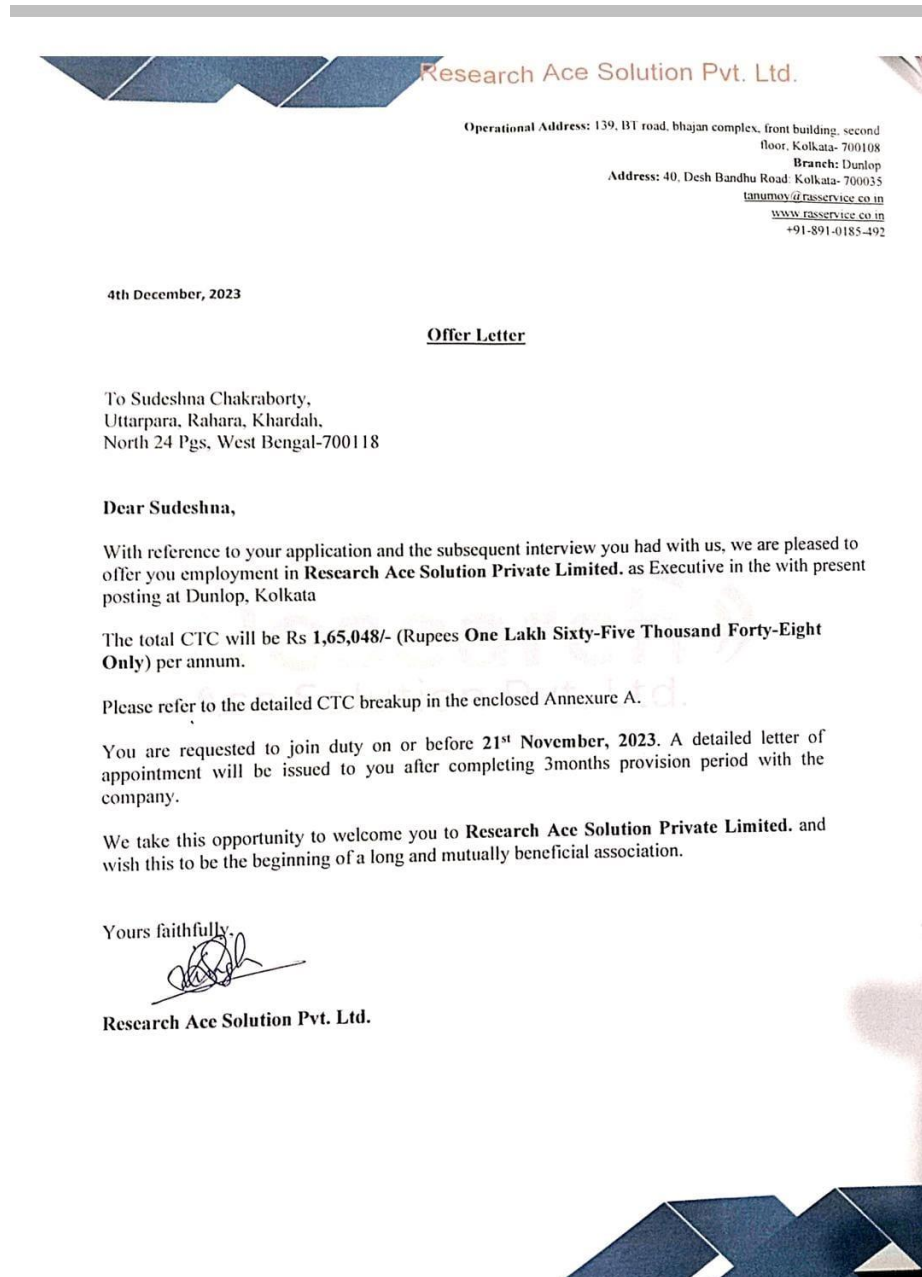 Research Ace Solution Pvt. Ltd.
Operational Address: 139, BT road, bhajan complex, front building, second
floor, Kolkata- 700108
Branch: Dunlop
Address: 40, Desh Bandhu Road: Kolkata- 700035
tanumoy@rasservice.co.in
www.rasservice.co.in
+91-891-0185-492
4th December, 2023
Offer Letter
To Sudeshna Chakraborty,
Uttarpara, Rahara, Khardah,
North 24 Pgs, West Bengal-700118
Dear Sudeshna,
With reference to your application and the subsequent interview you had with us, we are pleased to
offer you employment in Research Ace Solution Private Limited. as Executive in the with present
posting at Dunlop, Kolkata
The total CTC will be Rs 1,65,048/- (Rupees One Lakh Sixty-Five Thousand Forty-Eight
Only) per annum.
Please refer to the detailed CTC breakup in the enclosed Annexure A.
You are requested to join duty on or before 21st November, 2023. A detailed letter of
appointment will be issued to you after completing 3months provision period with the
company.
We take this opportunity to welcome you to Research Ace Solution Private Limited. and
wish this to be the beginning of a long and mutually beneficial association.
Yours faithfully,
Research Ace Solution Pvt. Ltd.